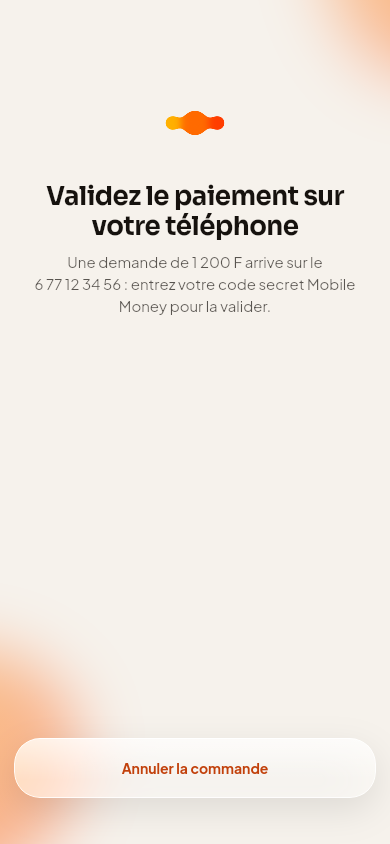 Validez le paiement sur
votre téléphone
Une demande de 1 200 F arrive sur le
6 77 12 34 56 : entrez votre code secret Mobile
Money pour la valider.
Annuler la commande